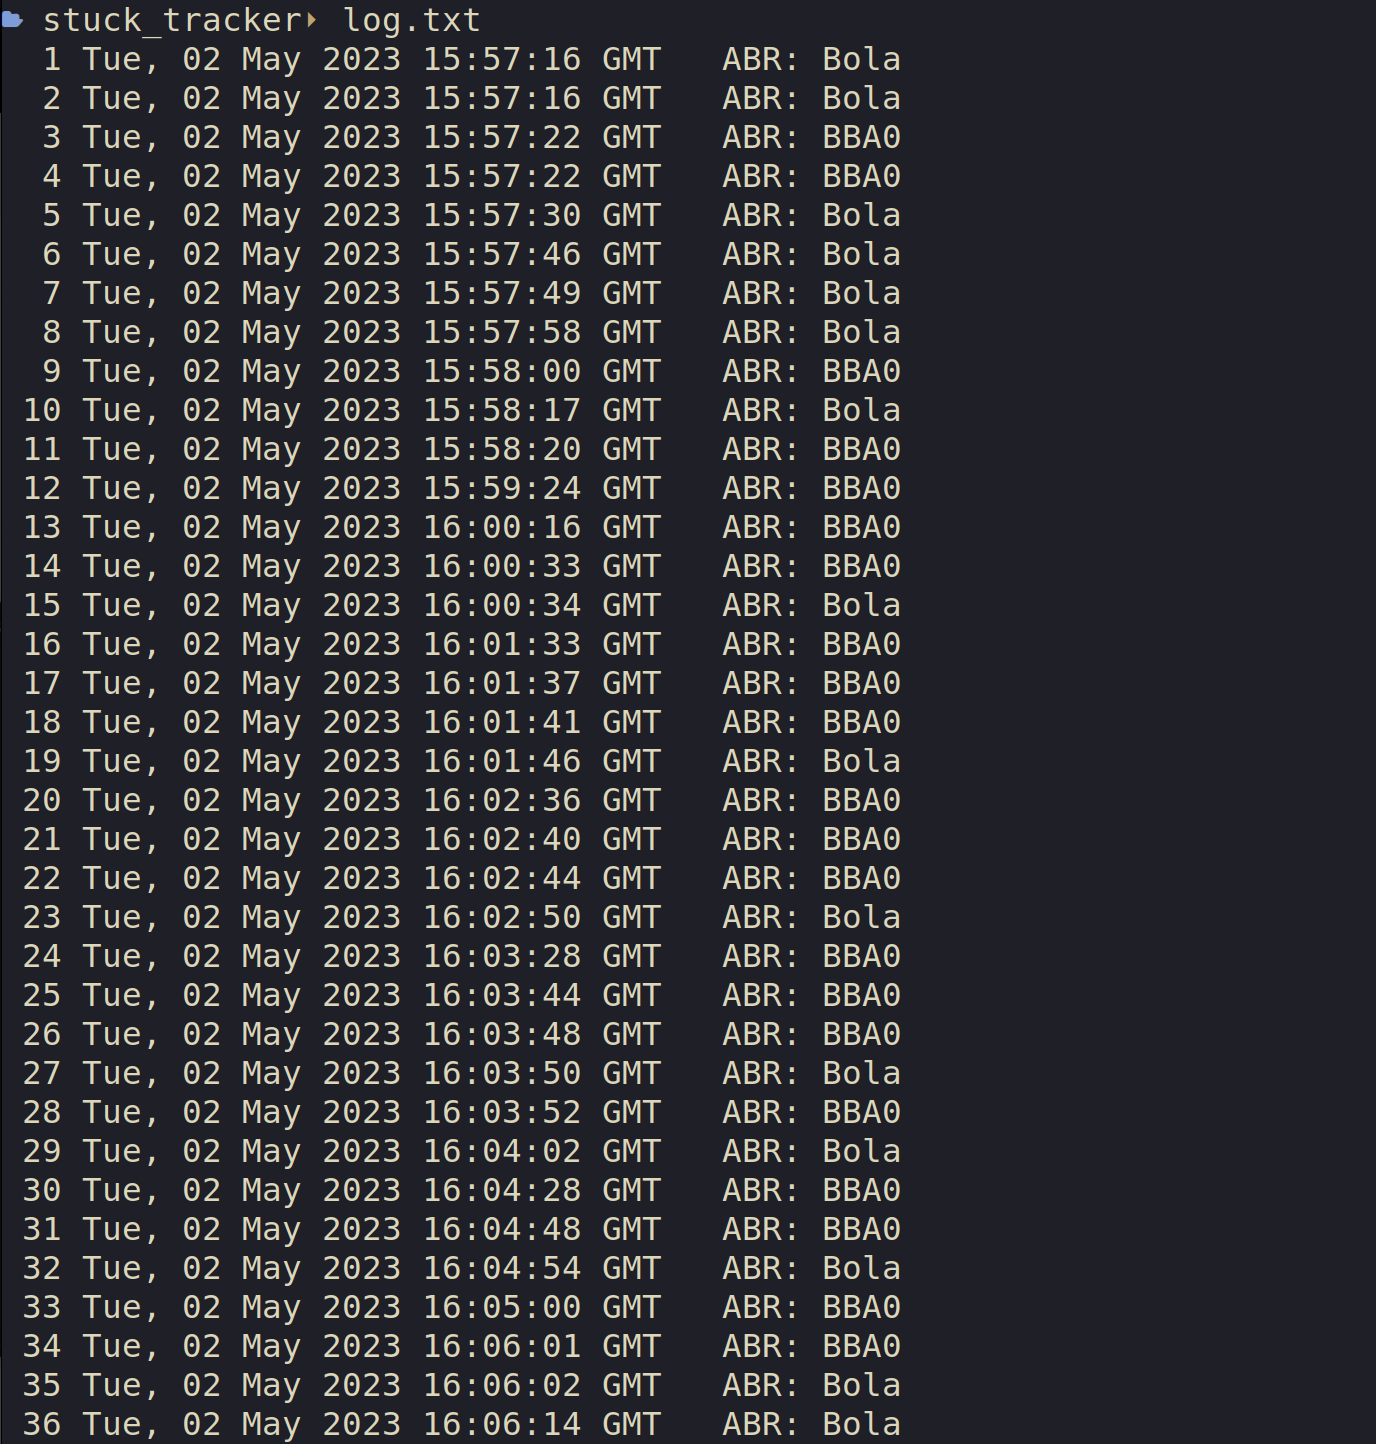 stuck_tracker log.txt
1 Tue, 02 May 2023 15:57:16 GMT ABR: Bola
2 Tue, 02 May 2023 15:57:16 GMT ABR: Bola
3 Tue, 02 May 2023 15:57:22 GMT ABR: BBA0
4 Tue, 02 May 2023 15:57:22 GMT ABR: BBA0
5 Tue, 02 May 2023 15:57:30 GMT ABR: Bola
6 Tue, 02 May 2023 15:57:46 GMT ABR: Bola
7 Tue, 02 May 2023 15:57:49 GMT ABR: Bola
8 Tue, 02 May 2023 15:57:58 GMT ABR: Bola
9 Tue, 02 May 2023 15:58:00 GMT ABR: BBA0
10 Tue, 02 May 2023 15:58:17 GMT ABR: Bola
11 Tue, 02 May 2023 15:58:20 GMT ABR: BBA0
12 Tue, 02 May 2023 15:59:24 GMT ABR: BBA0
13 Tue, 02 May 2023 16:00:16 GMT ABR: BBA0
14 Tue, 02 May 2023 16:00:33 GMT ABR: BBA0
15 Tue, 02 May 2023 16:00:34 GMT ABR: Bola
16 Tue, 02 May 2023 16:01:33 GMT ABR: BBA0
17 Tue, 02 May 2023 16:01:37 GMT ABR: BBA0
18 Tue, 02 May 2023 16:01:41 GMT ABR: BBA0
19 Tue, 02 May 2023 16:01:46 GMT ABR: Bola
20 Tue, 02 May 2023 16:02:36 GMT ABR: BBA0
21 Tue, 02 May 2023 16:02:40 GMT ABR: BBA0
22 Tue, 02 May 2023 16:02:44 GMT ABR: BBA0
23 Tue, 02 May 2023 16:02:50 GMT ABR: Bola
24 Tue, 02 May 2023 16:03:28 GMT ABR: BBA0
25 Tue, 02 May 2023 16:03:44 GMT ABR: BBA0
26 Tue, 02 May 2023 16:03:48 GMT ABR: BBA0
27 Tue, 02 May 2023 16:03:50 GMT ABR: Bola
28 Tue, 02 May 2023 16:03:52 GMT ABR: BBA0
29 Tue, 02 May 2023 16:04:02 GMT ABR: Bola
30 Tue, 02 May 2023 16:04:28 GMT ABR: BBA0
31 Tue, 02 May 2023 16:04:48 GMT ABR: BBA0
32 Tue, 02 May 2023 16:04:54 GMT ABR: Bola
33 Tue, 02 May 2023 16:05:00 GMT ABR: BBA0
34 Tue, 02 May 2023 16:06:01 GMT ABR: BBA0
35 Tue, 02 May 2023 16:06:02 GMT ABR: Bola
36 Tue, 02 May 2023 16:06:14 GMT ABR: Bola